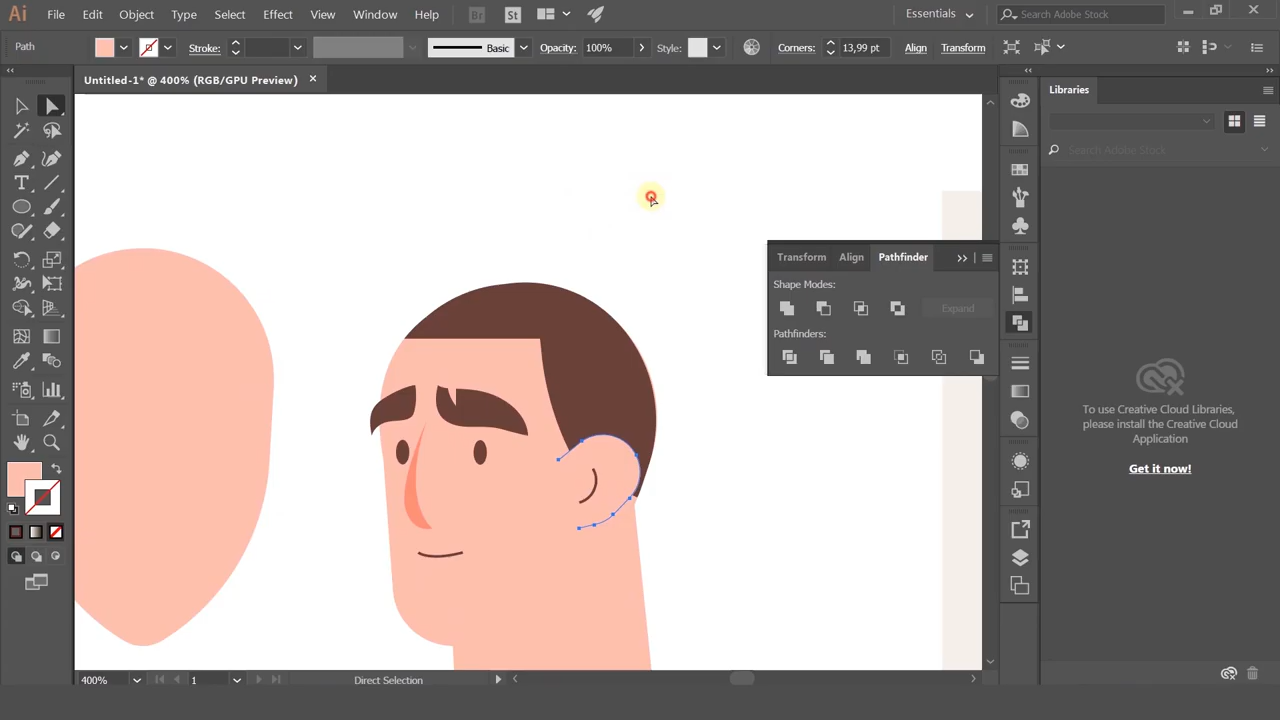 Ai File Edit Object Type Select Effect View Window Help Br St Essentials Search Adobe Stock
Path Stroke: Basic Opacity: 100% Style: Corners: 13,99 pt Align Transform
Untitled-1* @ 400% (RGB/GPU Preview)
Libraries
Search Adobe Stock
Transform Align Pathfinder
Shape Modes:
Expand
Pathfinders:
To use Creative Cloud Libraries,
please install the Creative Cloud
Application
Get it now!
400% 1 Direct Selection